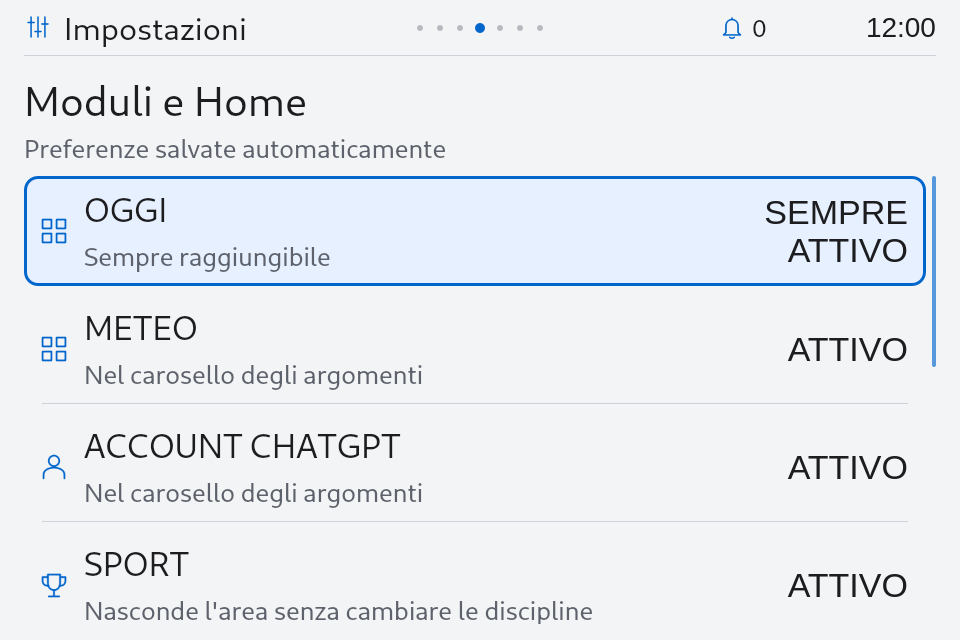 Impostazioni
0
12:00
Moduli e Home
Preferenze salvate automaticamente
OGGI
Sempre raggiungibile
SEMPRE
ATTIVO
METEO
Nel carosello degli argomenti
ATTIVO
ACCOUNT CHATGPT
Nel carosello degli argomenti
ATTIVO
SPORT
Nasconde l'area senza cambiare le discipline
ATTIVO